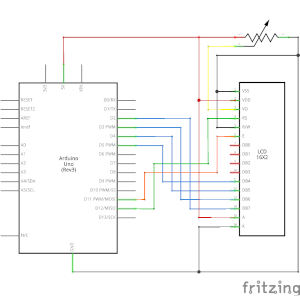 3V3
5V
VIN
RESET
RESET2
AREF
ioref
A0
A1
A2
A3
A4/SDA
A5/SCL
N/C
GND
Arduino
Uno
(Rev3)
D0/RX
D1/TX
D2
D3 PWM
D4
D5 PWM
D6 PWM
D7
D8
D9 PWM
D10 PWM/SS
D11 PWM/MOSI
D12/MISO
D13/SCK
VSS
VDD
V0
RS
R/W
E
DB0
DB1
DB2
DB3
DB4
DB5
DB6
DB7
LCD
16X2
fritzing